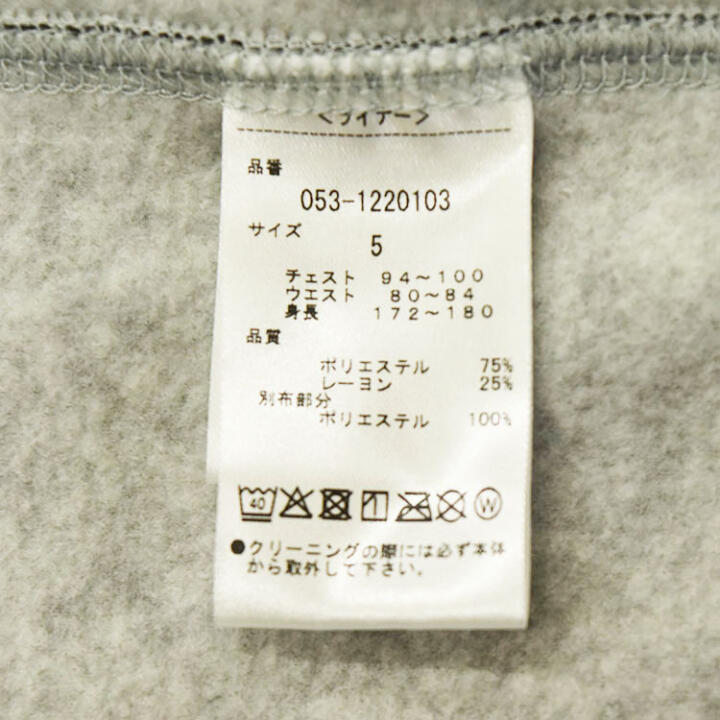 <ライナー>
品番
053-1220103
サイズ
5
チェスト 94～100
ウエスト 80～84
身長 172～180
品質
ポリエステル 75%
レーヨン 25%
別布部分
ポリエステル 100%
40 W
●クリーニングの際には必ず本体
から取外して下さい。